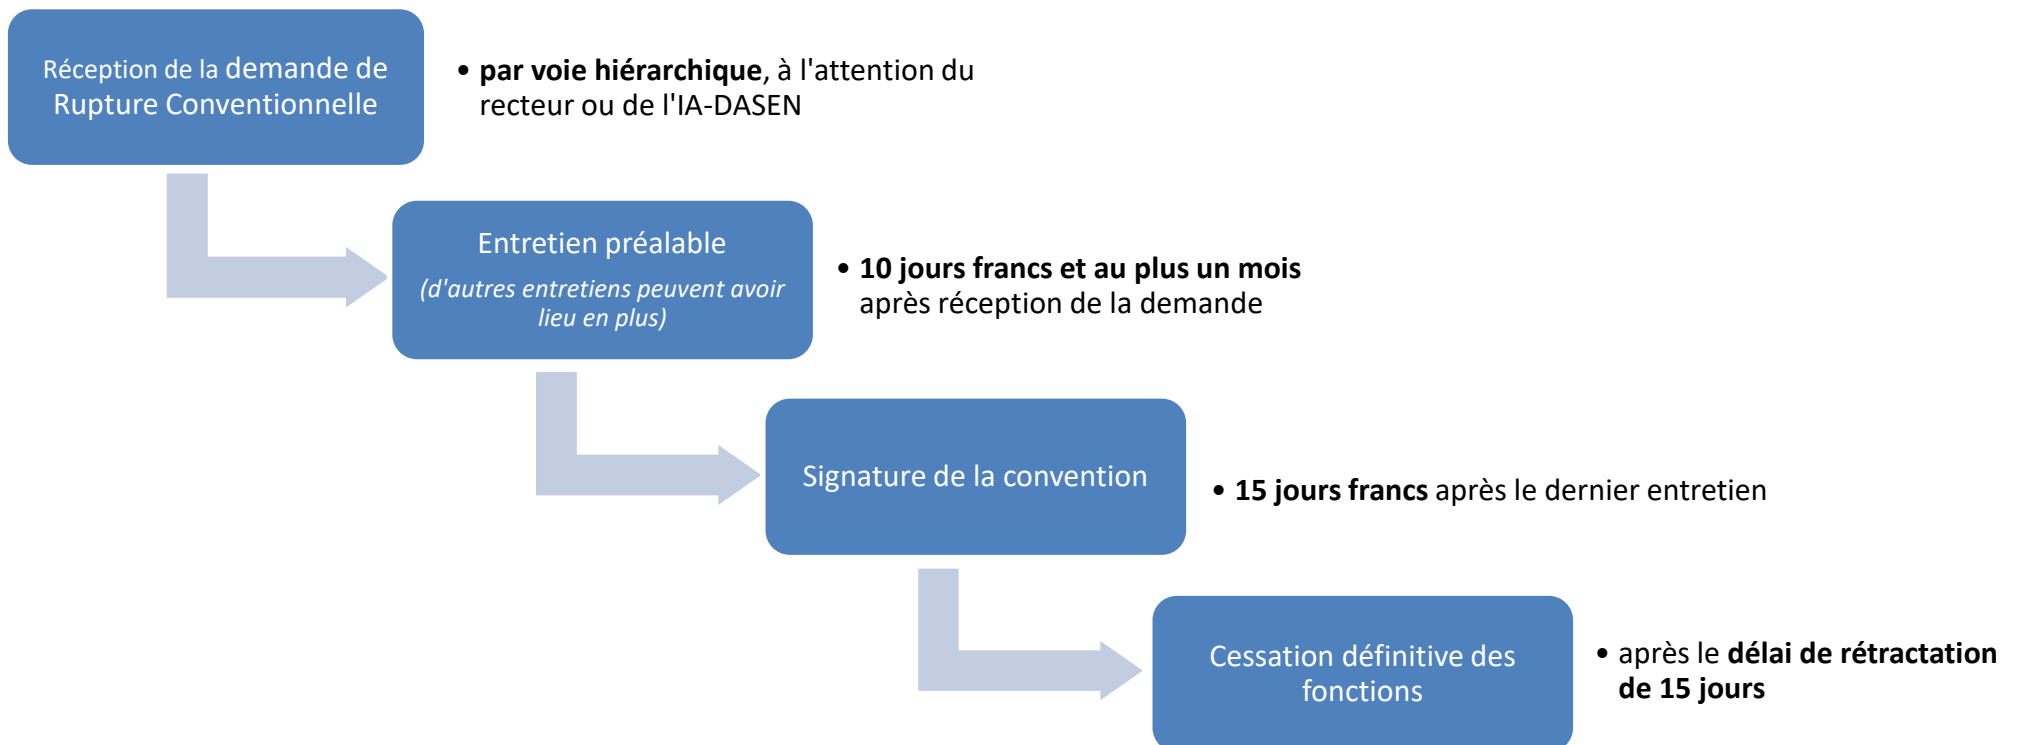 Réception de la demande de
Rupture Conventionnelle
• par voie hiérarchique, à l'attention du
recteur ou de l'IA-DASEN
Entretien préalable
(d'autres entretiens peuvent avoir
lieu en plus)
• 10 jours francs et au plus un mois
après réception de la demande
Signature de la convention
• 15 jours francs après le dernier entretien
Cessation définitive des
fonctions
• après le délai de rétractation
de 15 jours